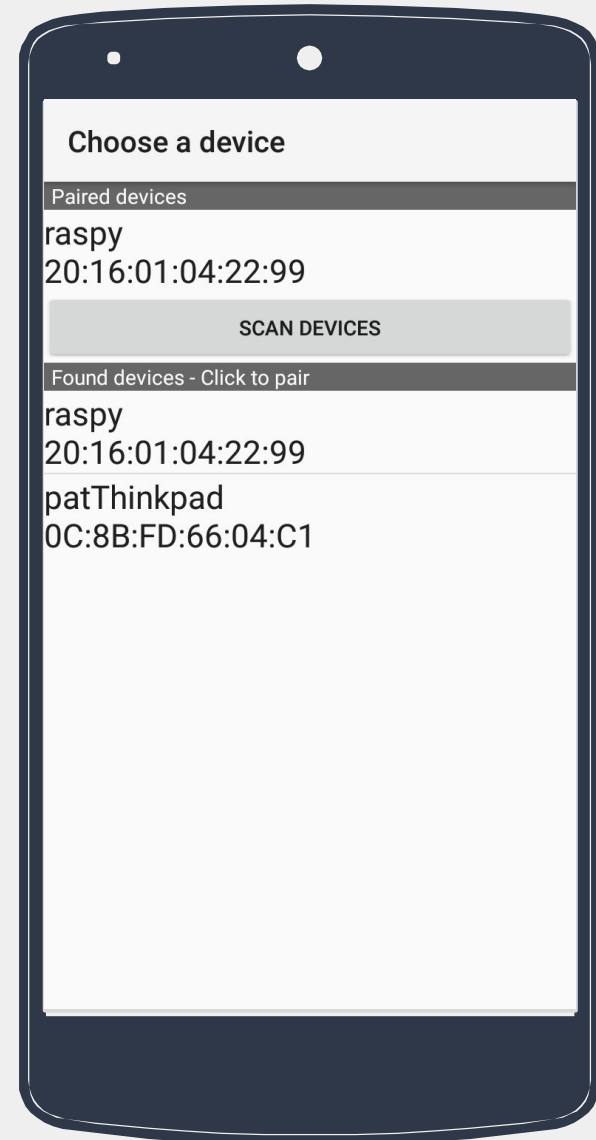 Choose a device
Paired devices
raspy
20:16:01:04:22:99
SCAN DEVICES
Found devices - Click to pair
raspy
20:16:01:04:22:99
patThinkpad
0C:8B:FD:66:04:C1